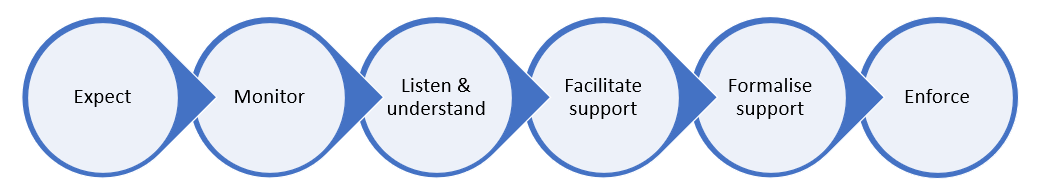 Expect
Monitor
Listen &
understand
Facilitate
support
Formalise
support
Enforce